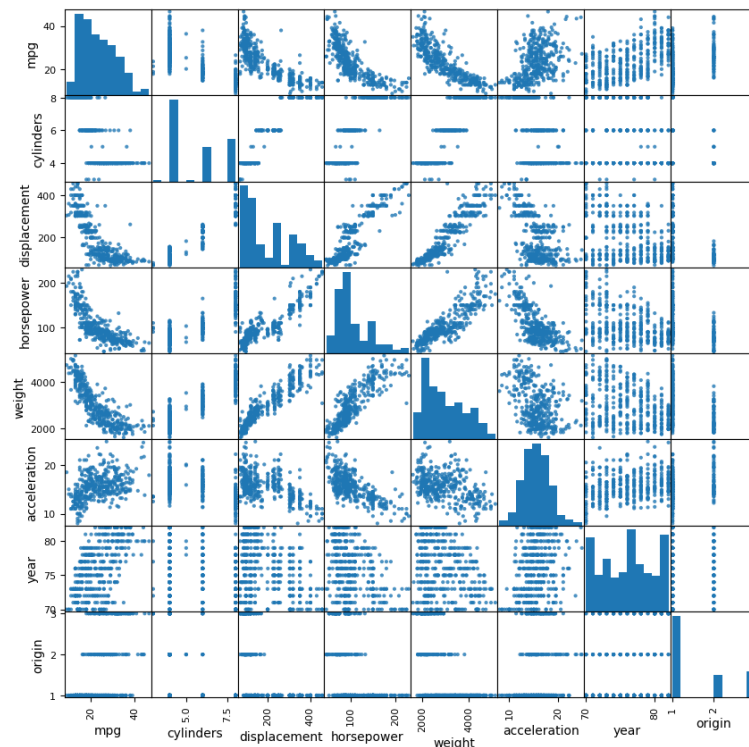 mpg
40
20
cylinders
8
6
4
displacement
400
200
horsepower
200
100
weight
4000
2000
acceleration
20
10
year
80
75
70
origin
3
2
1
20 40 5.0 7.5 200 400 100 200 2000 4000 10 20 70 80 1 2
mpg cylinders displacement horsepower weight acceleration year origin